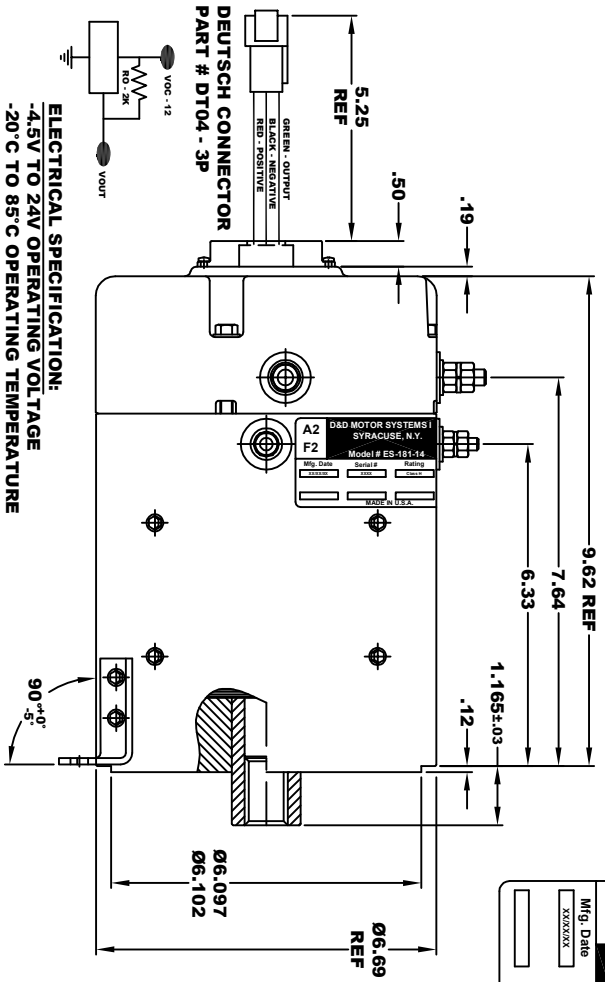 DEUTSCH CONNECTOR
PART # DT04 - 3P
5.25
REF
GREEN - OUTPUT
BLACK - NEGATIVE
RED - POSITIVE
.50
.19
VOC - 12
RO - 2K
VOUT
ELECTRICAL SPECIFICATION:
-4.5V TO 24V OPERATING VOLTAGE
-20°C TO 85°C OPERATING TEMPERATURE
9.62 REF
7.64
6.33
1.165±.03
.12
A2
F2
D&D MOTOR SYSTEMS I
SYRACUSE, N.Y.
Model # ES-181-14
Mfg. Date
Serial #
Rating
XX/XX/XX
XXXX
Class H
MADE IN U.S.A.
90°+0°
-5°
Ø6.097
Ø6.102
Ø6.69
REF
Mfg. Date
XX/XX/XX